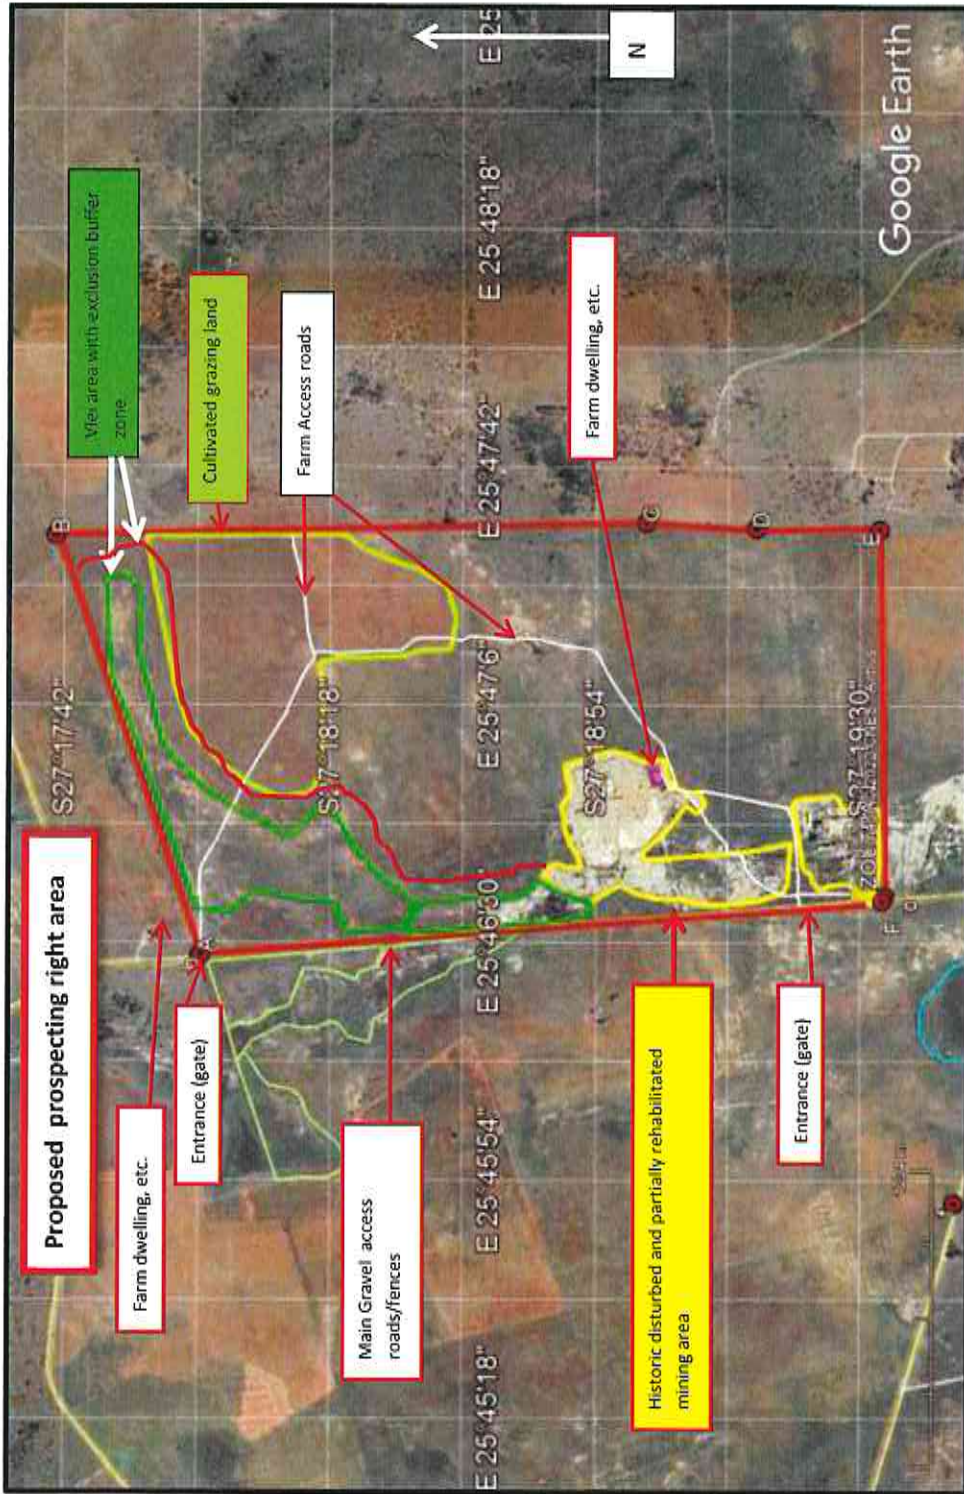 Proposed prospecting right area
Farm dwelling, etc.
Entrance (gate)
Main Gravel access
roads/fences
Historic disturbed and partially rehabilitated
mining area
Entrance (gate)
Vlei area with exclusion buffer
zone
Cultivated grazing land
Farm Access roads
Farm dwelling, etc.
N
S27°17'42"
S27°18'18"
S27°18'54"
S27°19'30"
E 25°45'18"
E 25°45'54"
E 25°46'30"
E 25°47'6"
E 25°47'42"
E 25°48'18"
E 25
A
B
C
D
E
F
Google Earth